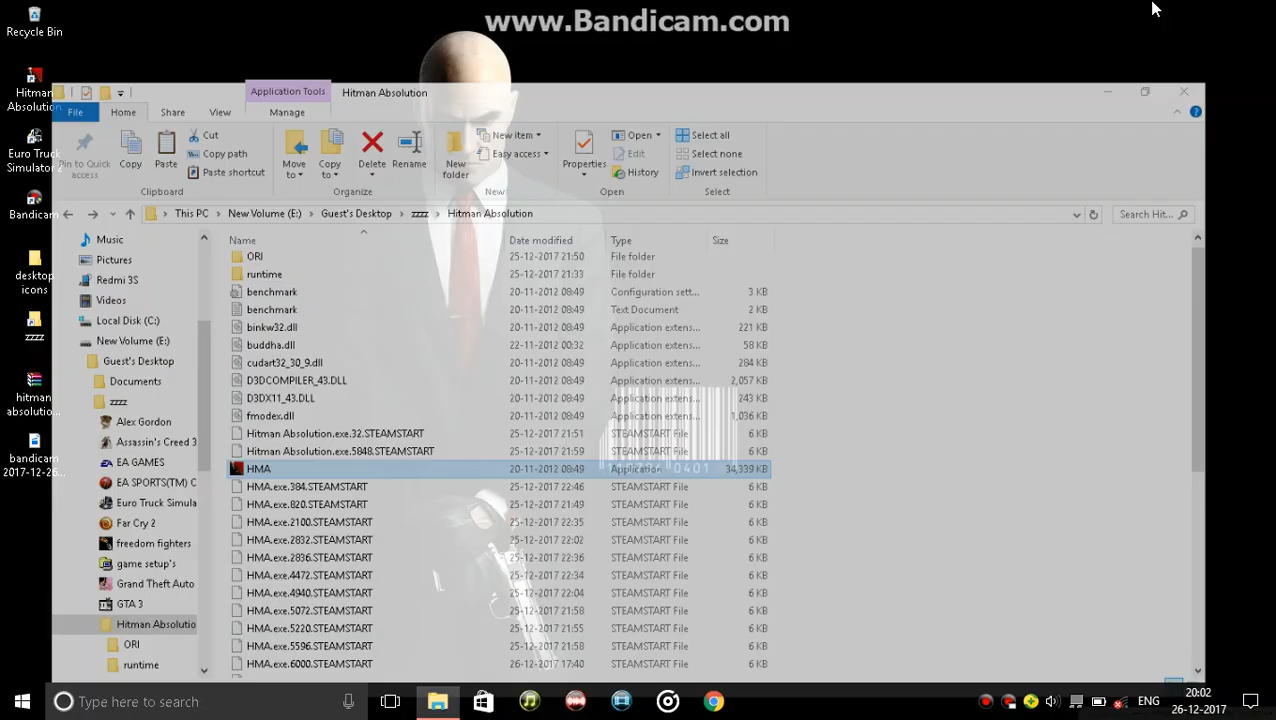 www.Bandicam.com
Recycle Bin
Hitman
Absolution
Euro Truck
Simulator 2
Bandicam
desktop
icons
zzzz
hitman
absolutio...
bandicam
2017-12-26...
Application Tools
Hitman Absolution
File
Home
Share
View
Manage
Pin to Quick
access
Copy
Paste
Cut
Copy path
Paste shortcut
Clipboard
Move
to
Copy
to
Delete
Rename
Organize
New
folder
New item
Easy access
New
Properties
Open
Edit
History
Open
Select all
Select none
Invert selection
Select
This PC
New Volume (E:)
Guest's Desktop
zzzz
Hitman Absolution
Search Hit...
Music
Pictures
Redmi 3S
Videos
Local Disk (C:)
New Volume (E:)
Guest's Desktop
Documents
zzzz
Alex Gordon
Assassin's Creed 3
EA GAMES
EA SPORTS(TM) C
Euro Truck Simula
Far Cry 2
freedom fighters
game setup's
Grand Theft Auto
GTA 3
Hitman Absolutio
ORI
runtime
Name Date modified Type Size
ORI 25-12-2017 21:50 File folder
runtime 25-12-2017 21:33 File folder
benchmark 20-11-2012 08:49 Configuration sett... 3 KB
benchmark 20-11-2012 08:49 Text Document 2 KB
binkw32.dll 20-11-2012 08:49 Application extens... 221 KB
buddha.dll 22-11-2012 00:32 Application extens... 58 KB
cudart32_30_9.dll 20-11-2012 08:49 Application extens... 284 KB
D3DCOMPILER_43.DLL 20-11-2012 08:49 Application extens... 2,057 KB
D3DX11_43.DLL 20-11-2012 08:49 Application extens... 243 KB
fmodex.dll 20-11-2012 08:49 Application extens... 1,036 KB
Hitman Absolution.exe.32.STEAMSTART 25-12-2017 21:51 STEAMSTART File 6 KB
Hitman Absolution.exe.5848.STEAMSTART 25-12-2017 21:59 STEAMSTART File 6 KB
HMA 20-11-2012 08:49 Application 34,339 KB
HMA.exe.384.STEAMSTART 25-12-2017 22:46 STEAMSTART File 6 KB
HMA.exe.820.STEAMSTART 25-12-2017 21:49 STEAMSTART File 6 KB
HMA.exe.2100.STEAMSTART 25-12-2017 22:35 STEAMSTART File 6 KB
HMA.exe.2832.STEAMSTART 25-12-2017 22:02 STEAMSTART File 6 KB
HMA.exe.2836.STEAMSTART 25-12-2017 22:36 STEAMSTART File 6 KB
HMA.exe.4472.STEAMSTART 25-12-2017 22:34 STEAMSTART File 6 KB
HMA.exe.4940.STEAMSTART 25-12-2017 22:04 STEAMSTART File 6 KB
HMA.exe.5072.STEAMSTART 25-12-2017 21:58 STEAMSTART File 6 KB
HMA.exe.5220.STEAMSTART 25-12-2017 21:55 STEAMSTART File 6 KB
HMA.exe.5596.STEAMSTART 25-12-2017 21:58 STEAMSTART File 6 KB
HMA.exe.6000.STEAMSTART 26-12-2017 17:40 STEAMSTART File 6 KB
Type here to search
ENG
20:02
26-12-2017